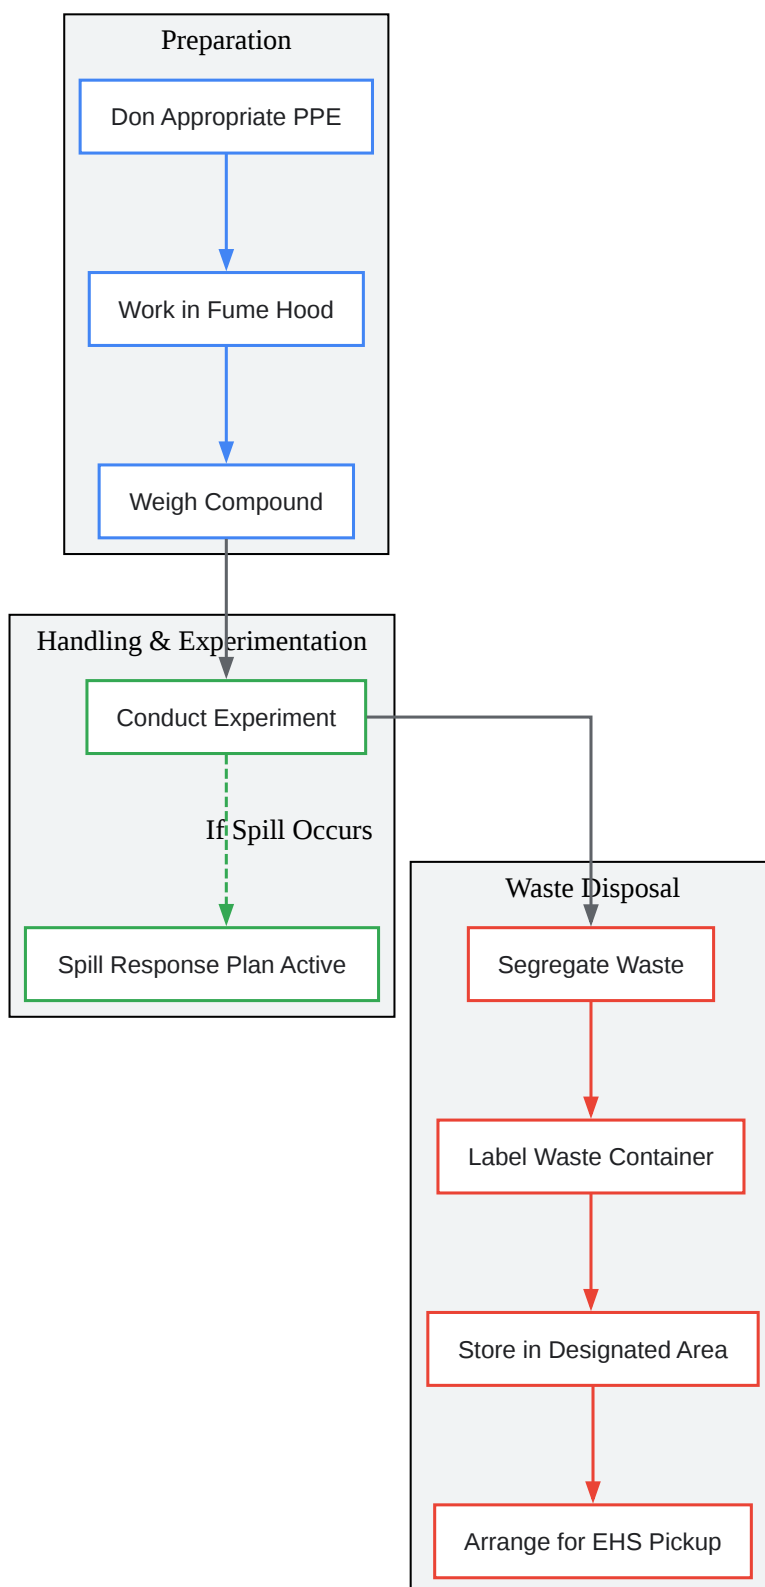 Preparation
Don Appropriate PPE
Work in Fume Hood
Weigh Compound
Handling & Experimentation
Conduct Experiment
If Spill Occurs
Spill Response Plan Active
Waste Disposal
Segregate Waste
Label Waste Container
Store in Designated Area
Arrange for EHS Pickup